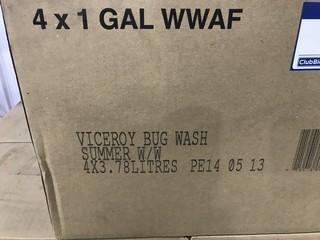 4 x 1 GAL WWAF
VICEROY BUG WASH
SUMMER W/W
4X3.78LITRES PE14 05 13